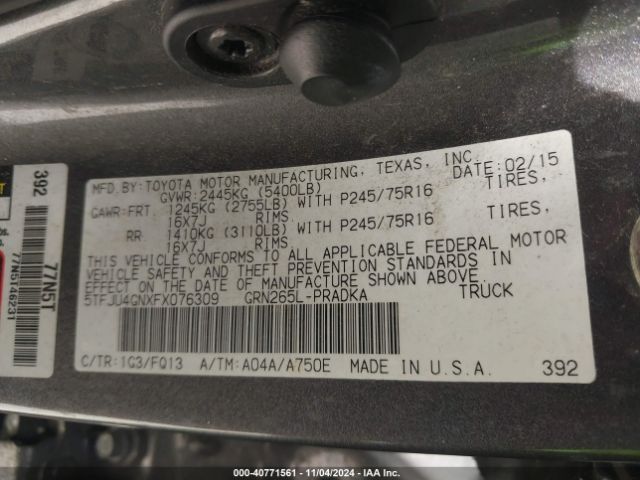 MFD.BY:TOYOTA MOTOR MANUFACTURING, TEXAS, INC.
GVWR:2445KG (5400LB) DATE:02/15
GAWR:FRT 1245KG (2755LB) WITH P245/75R16 TIRES,
16X7J RIMS
RR 1410KG (3110LB) WITH P245/75R16 TIRES,
16X7J RIMS
THIS VEHICLE CONFORMS TO ALL APPLICABLE FEDERAL MOTOR
VEHICLE SAFETY AND THEFT PREVENTION STANDARDS IN
EFFECT ON THE DATE OF MANUFACTURE SHOWN ABOVE.
5TFJU4GNXFX076309 GRN265L-PRADKA TRUCK
C/TR:1G3/FQ13 A/TM:A04A/A750E MADE IN U.S.A. 392
392
77N5T
77N5T46231
000-40771561 - 11/04/2024 - IAA Inc.